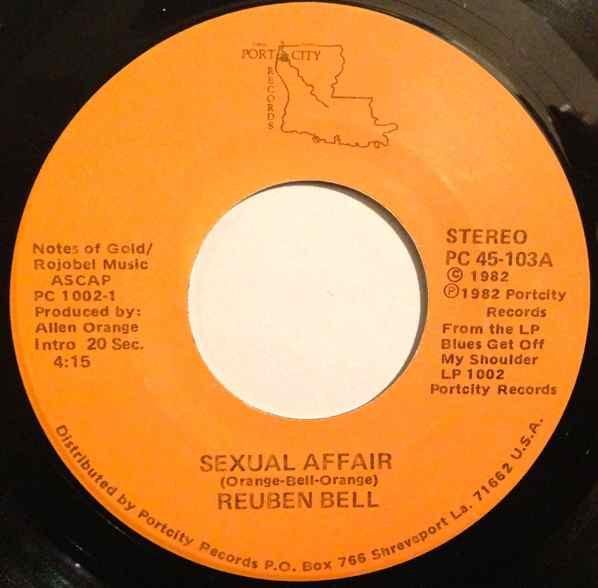 PORT CITY
RECORDS
Notes of Gold/
Rojobel Music
ASCAP
PC 1002-1
Produced by:
Allen Orange
Intro 20 Sec.
4:15
STEREO
PC 45-103A
© 1982
℗1982 Portcity
Records
From the LP
Blues Get Off
My Shoulder
LP 1002
Portcity Records
SEXUAL AFFAIR
(Orange-Bell-Orange)
REUBEN BELL
Distributed by Portcity Records P.O. Box 766 Shreveport La. 71662 U.S.A.